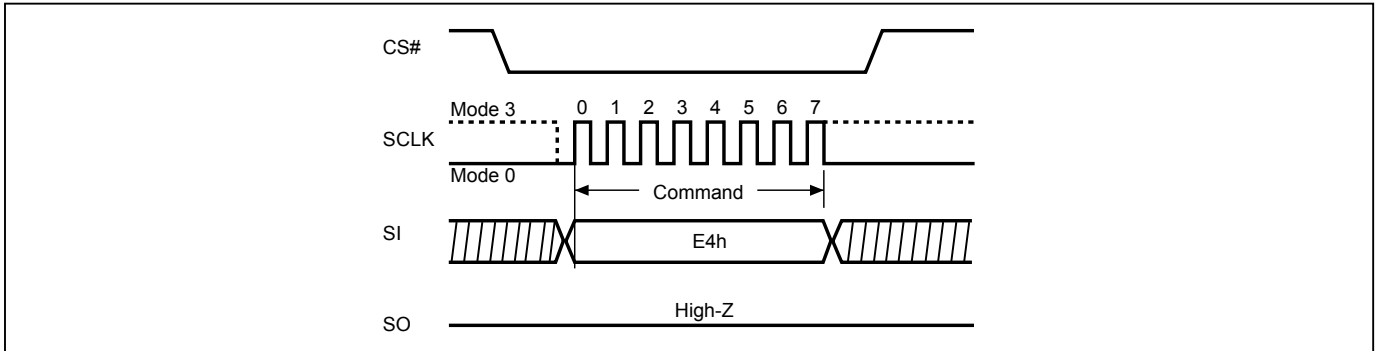 CS#
Mode 3
0 1 2 3 4 5 6 7
SCLK
Mode 0
Command
SI
E4h
High-Z
SO